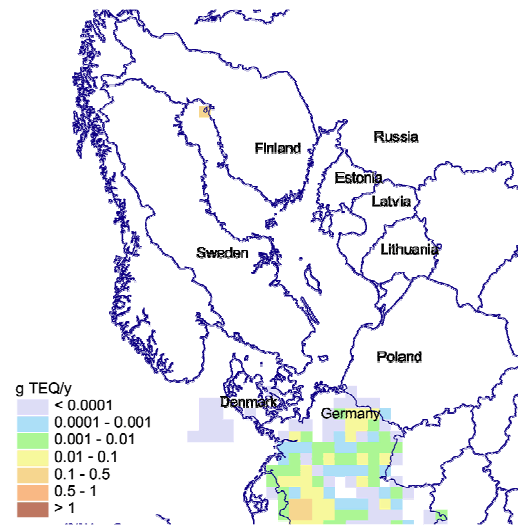 Russia
Finland
Estonia
Latvia
Lithuania
Sweden
Poland
Denmark
Germany
g TEQ/y
< 0.0001
0.0001 - 0.001
0.001 - 0.01
0.01 - 0.1
0.1 - 0.5
0.5 - 1
> 1